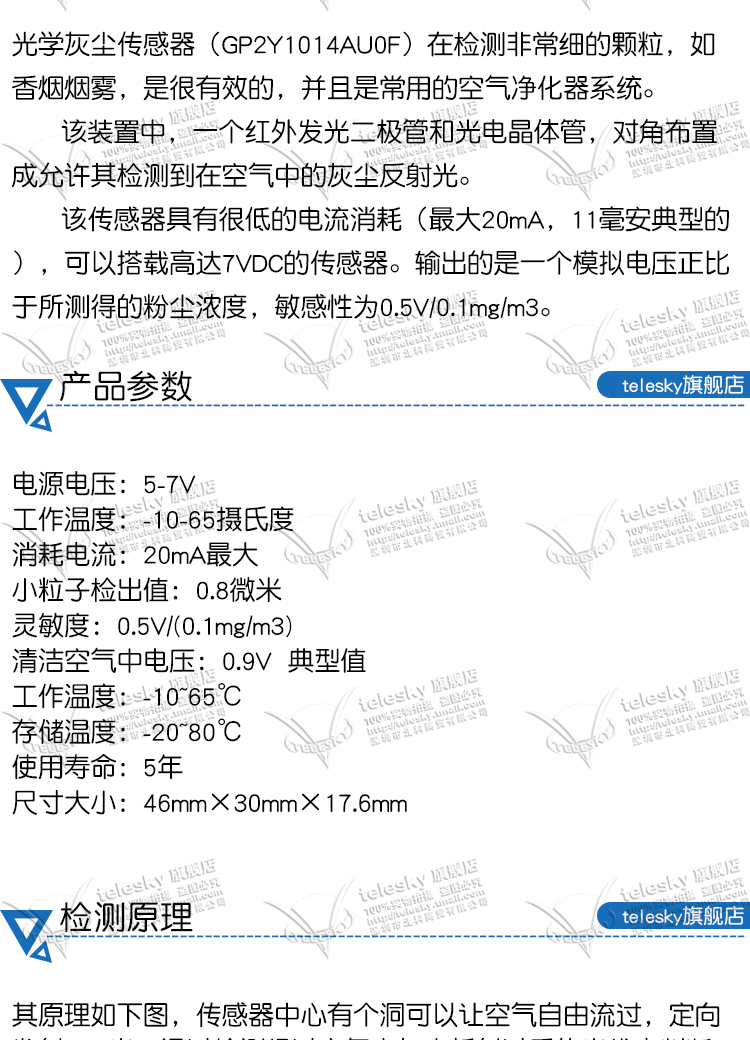 光学灰尘传感器（GP2Y1014AU0F）在检测非常细的颗粒，如
香烟烟雾，是很有效的，并且是常用的空气净化器系统。
该装置中，一个红外发光二极管和光电晶体管，对角布置
成允许其检测到在空气中的灰尘反射光。
该传感器具有很低的电流消耗（最大20mA，11毫安典型的
），可以搭载高达7VDC的传感器。输出的是一个模拟电压正比
于所测得的粉尘浓度，敏感性为0.5V/0.1mg/m3。
产品参数
telesky旗舰店
电源电压：5-7V
工作温度：-10-65摄氏度
消耗电流：20mA最大
小粒子检出值：0.8微米
灵敏度：0.5V/(0.1mg/m3)
清洁空气中电压：0.9V 典型值
工作温度：-10~65℃
存储温度：-20~80℃
使用寿命：5年
尺寸大小：46mm×30mm×17.6mm
检测原理
telesky旗舰店
其原理如下图，传感器中心有个洞可以让空气自由流过，定向